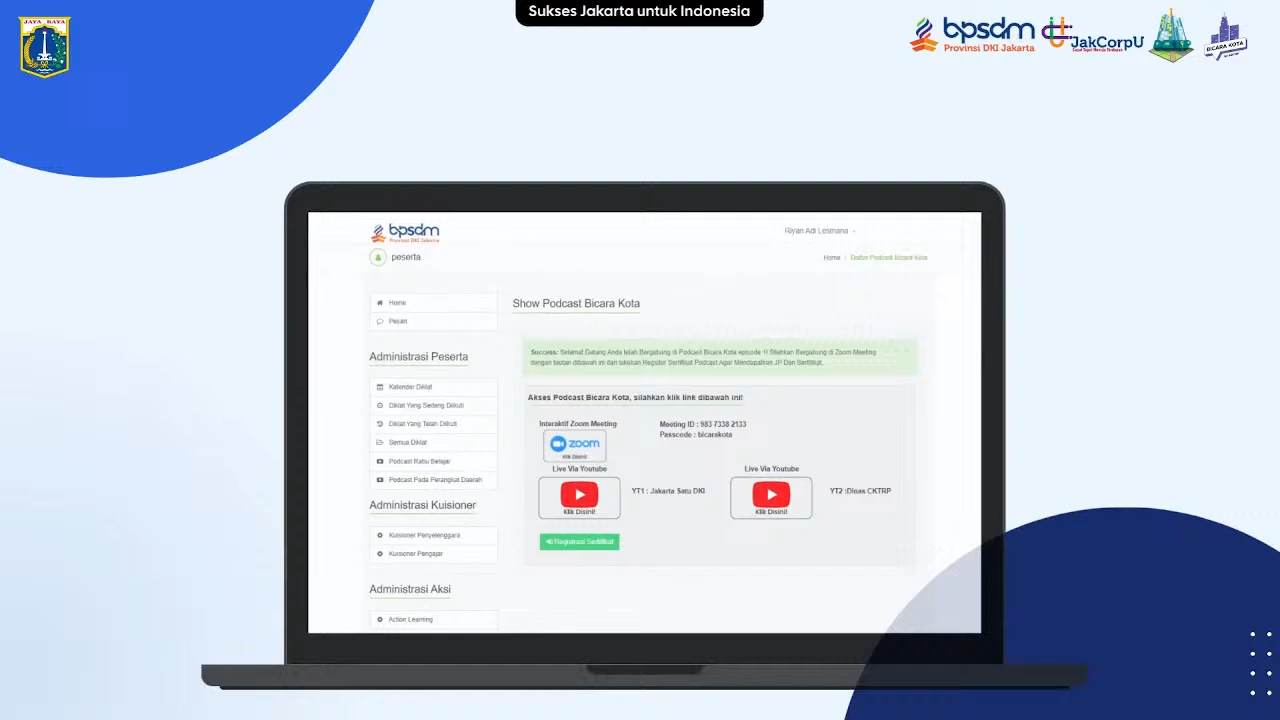 JAYA RAYA
Sukses Jakarta untuk Indonesia
bpsdm
Provinsi DKI Jakarta
JakCorpU
BICARA KOTA
bpsdm
Provinsi DKI Jakarta
Riyan Adi Lesmana
peserta
Home / Daftar Podcast Bicara Kota
Home
Pesan
Show Podcast Bicara Kota
Success: Selamat Datang Anda telah Bergabung di Podcast Bicara Kota episode 1! Silahkan Bergabung di Zoom Meeting
dengan tautan dibawah ini dan lakukan Register Sertifikat Podcast Agar Mendapatkan JP Dan Sertifikat.
Administrasi Peserta
Kalender Diklat
Diklat Yang Sedang Diikuti
Diklat Yang Telah Diikuti
Semua Diklat
Podcast Rabu Belajar
Podcast Pada Perangkat Daerah
Akses Podcast Bicara Kota, silahkan klik link dibawah ini!
Interaktif Zoom Meeting
zoom
Klik Disini!
Meeting ID : 983 7338 2133
Passcode : bicarakota
Live Via Youtube
Klik Disini!
YT1 : Jakarta Satu DKI
Live Via Youtube
Klik Disini!
YT2 :Dinas CKTRP
Registrasi Sertifikat
Administrasi Kuisioner
Kuisioner Penyelenggara
Kuisioner Pengajar
Administrasi Aksi
Action Learning